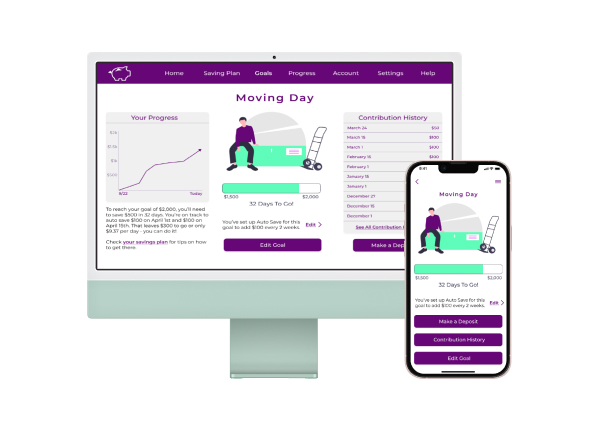 Home Saving Plan Goals Progress Account Settings Help
Moving Day
Your Progress
$1k
$500
9/22 Today
To reach your goal of $2,000, you'll need
to save $500 in 32 days. You're on track to
auto save $100 on April 1st and $100 on
April 15th. That leaves $300 to go or only
$9.37 per day - you can do it!
Check your savings plan for tips on how
to get there
$1,500 $2,000
32 Days To Go!
You've set up Auto Save for this
goal to add $100 every 2 weeks.
Edit
Edit Goal
Contribution History
March 24 $50
March 15 $100
March 1 $100
February 15 $100
February 1
January 15
January 1
December 27
December 15
December 1
See All Contribution
Make a Depo
9:41
Moving Day
$1,500 $2,000
32 Days To Go!
You've set up Auto Save for this
goal to add $100 every 2 weeks.
Edit
Make a Deposit
Contribution History
Edit Goal